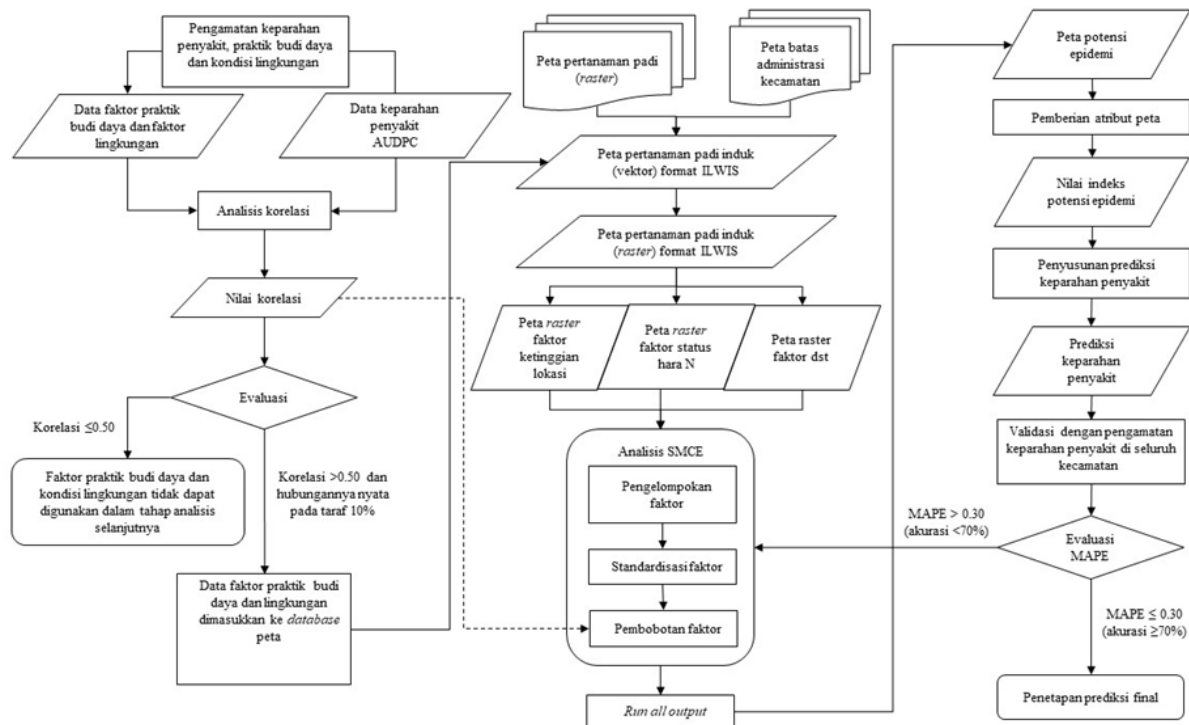 Pengamatan keparahan
penyakit, praktik budi daya
dan kondisi lingkungan
Data faktor praktik
budi daya dan faktor
lingkungan
Data keparahan
penyakit
AUDPC
Analisis korelasi
Nilai korelasi
Evaluasi
Korelasi ≤0.50
Faktor praktik budi daya dan
kondisi lingkungan tidak dapat
digunakan dalam tahap analisis
selanjutnya
Korelasi >0.50 dan
hubungannya nyata
pada taraf 10%
Data faktor praktik budi
daya dan lingkungan
dimasukkan ke database
peta
Peta pertanaman padi
(raster)
Peta batas
administrasi
kecamatan
Peta pertanaman padi induk
(vektor) format ILWIS
Peta pertanaman padi induk
(raster) format ILWIS
Peta raster
faktor
ketinggian
lokasi
Peta raster
faktor status
hara N
Peta raster
faktor dst
Analisis SMCE
Pengelompokan
faktor
Standardisasi faktor
Pembobotan faktor
Run all output
Peta potensi
epidemi
Pemberian atribut peta
Nilai indeks
potensi epidemi
Penyusunan prediksi
keparahan penyakit
Prediksi
keparahan
penyakit
Validasi dengan pengamatan
keparahan penyakit di seluruh
kecamatan
MAPE > 0.30
(akurasi <70%)
Evaluasi
MAPE
MAPE ≤ 0.30
(akurasi ≥70%)
Penetapan prediksi final